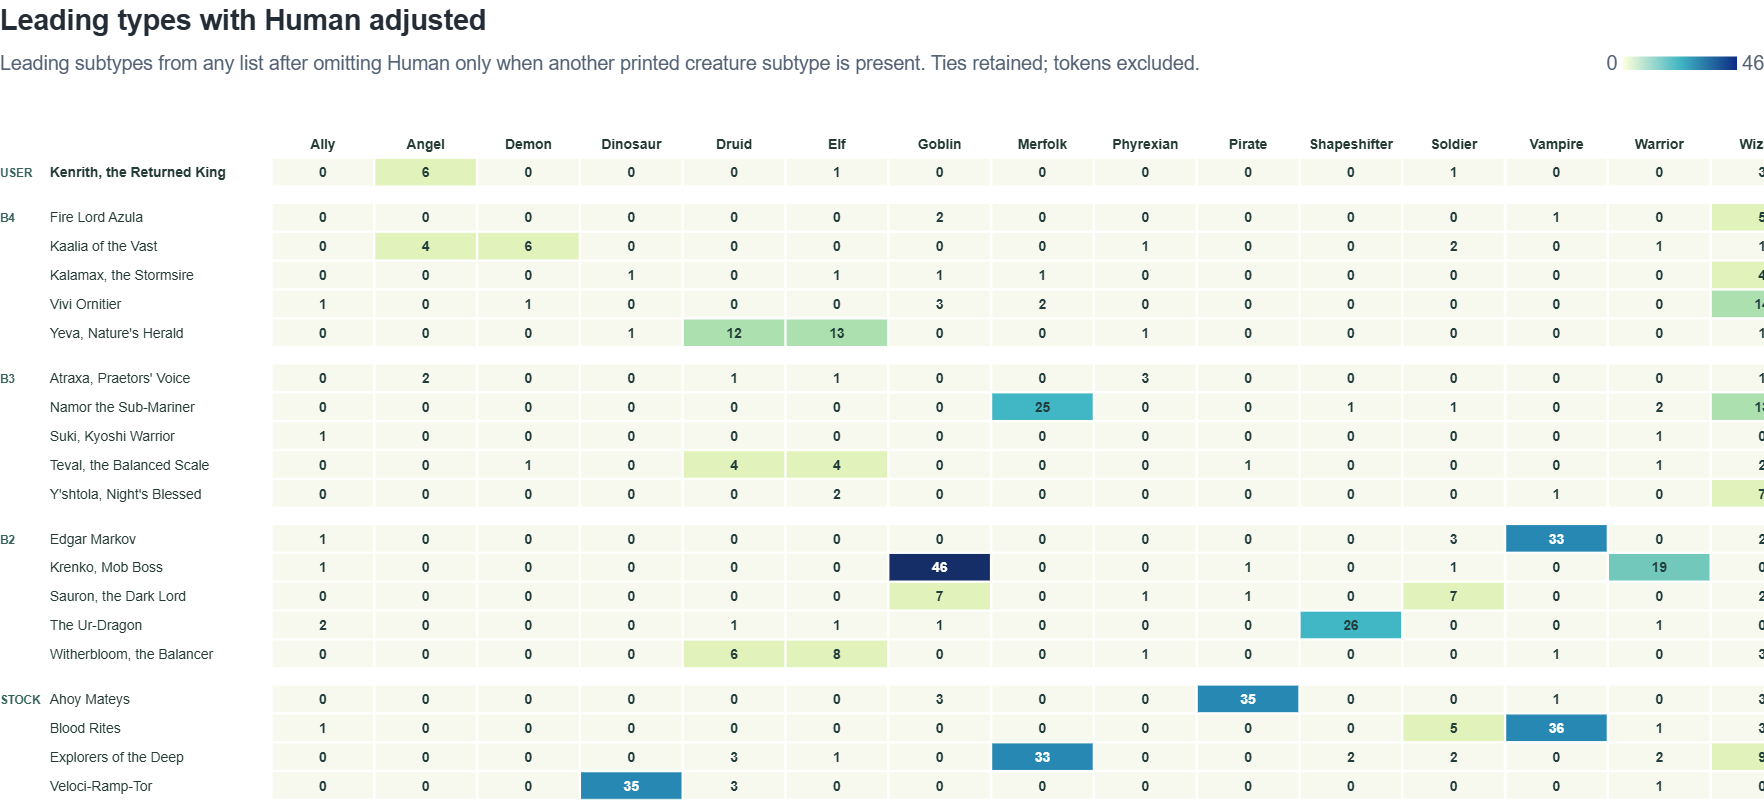 Leading types with Human adjusted
Leading subtypes from any list after omitting Human only when another printed creature subtype is present. Ties retained; tokens excluded. 0 46
Ally Angel Demon Dinosaur Druid Elf Goblin Merfolk Phyrexian Pirate Shapeshifter Soldier Vampire Warrior Wiz
USER Kenrith, the Returned King 0 6 0 0 0 1 0 0 0 0 0 1 0 0 3
B4 Fire Lord Azula 0 0 0 0 0 0 2 0 0 0 0 0 1 0 5
Kaalia of the Vast 0 4 6 0 0 0 0 0 1 0 0 2 0 1 1
Kalamax, the Stormsire 0 0 0 1 0 1 1 1 0 0 0 0 0 0 4
Vivi Ornitier 1 0 1 0 0 0 3 2 0 0 0 0 0 0 14
Yeva, Nature's Herald 0 0 0 1 12 13 0 0 1 0 0 0 0 0 1
B3 Atraxa, Praetors' Voice 0 2 0 0 1 1 0 0 3 0 0 0 0 0 1
Namor the Sub-Mariner 0 0 0 0 0 0 0 25 0 0 1 1 0 2 13
Suki, Kyoshi Warrior 1 0 0 0 0 0 0 0 0 0 0 0 0 1 0
Teval, the Balanced Scale 0 0 1 0 4 4 0 0 0 1 0 0 0 1 2
Y'shtola, Night's Blessed 0 0 0 0 0 2 0 0 0 0 0 0 1 0 7
B2 Edgar Markov 1 0 0 0 0 0 0 0 0 0 0 3 33 0 2
Krenko, Mob Boss 1 0 0 0 0 0 46 0 0 1 0 1 0 19 0
Sauron, the Dark Lord 0 0 0 0 0 0 7 0 1 1 0 7 0 0 2
The Ur-Dragon 2 0 0 0 1 1 1 0 0 0 26 0 0 1 0
Witherbloom, the Balancer 0 0 0 0 6 8 0 0 1 0 0 0 1 0 3
STOCK Ahoy Mateys 0 0 0 0 0 0 3 0 0 35 0 0 1 0 3
Blood Rites 1 0 0 0 0 0 0 0 0 0 0 5 36 1 3
Explorers of the Deep 0 0 0 0 3 1 0 33 0 0 2 2 0 2 9
Veloci-Ramp-Tor 0 0 0 35 3 0 0 0 0 0 0 0 0 1 0